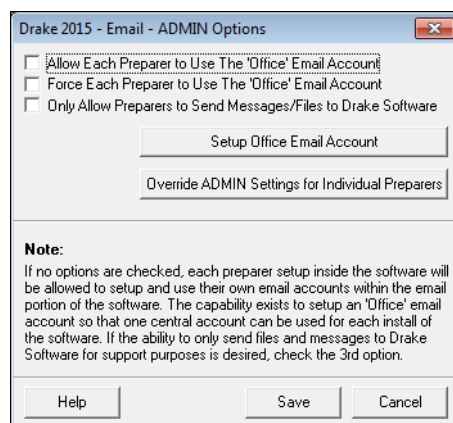 Drake 2015 - Email - ADMIN Options
Allow Each Preparer to Use The 'Office' Email Account
Force Each Preparer to Use The 'Office' Email Account
Only Allow Preparers to Send Messages/Files to Drake Software
Setup Office Email Account
Override ADMIN Settings for Individual Preparers
Note:
If no options are checked, each preparer setup inside the software will
be allowed to setup and use their own email accounts within the email
portion of the software. The capability exists to setup an 'Office' email
account so that one central account can be used for each install of
the software. If the ability to only send files and messages to Drake
Software for support purposes is desired, check the 3rd option.
Help Save Cancel